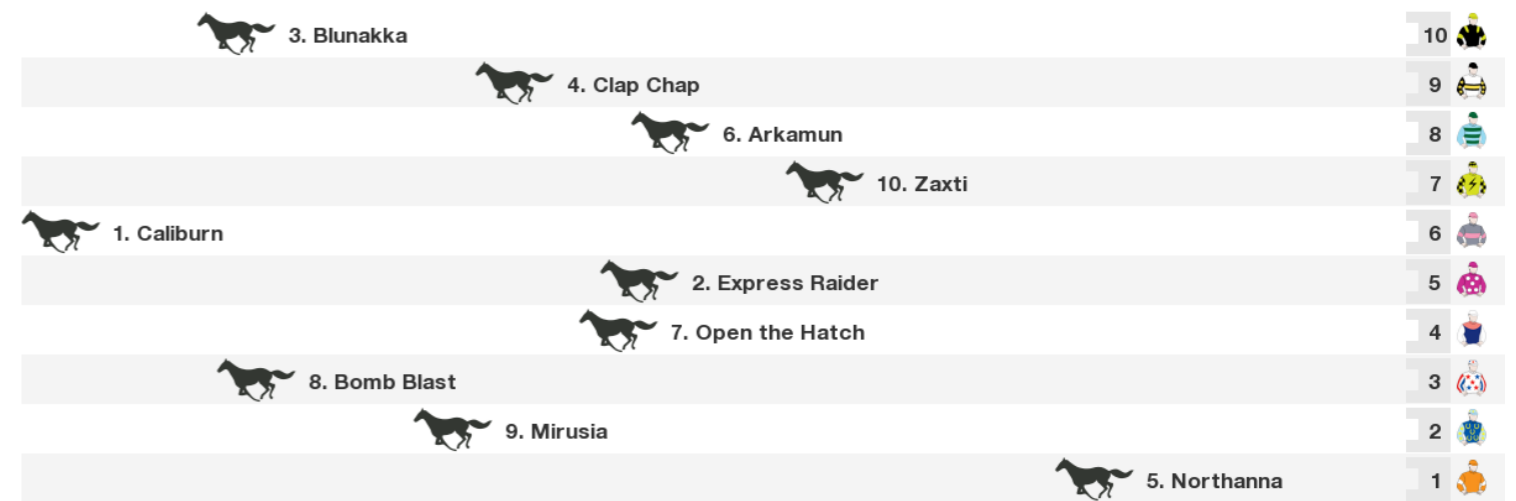 3. Blunakka 10
4. Clap Chap 9
6. Arkamun 8
10. Zaxti 7
1. Caliburn 6
2. Express Raider 5
7. Open the Hatch 4
8. Bomb Blast 3
9. Mirusia 2
5. Northanna 1